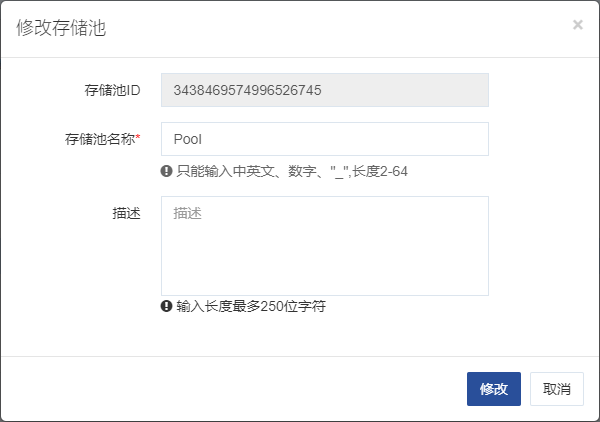 修改存储池
×
存储池ID
3438469574996526745
存储池名称*
Pool
只能输入中英文、数字、"_",长度2-64
描述
描述
输入长度最多250位字符
修改
取消